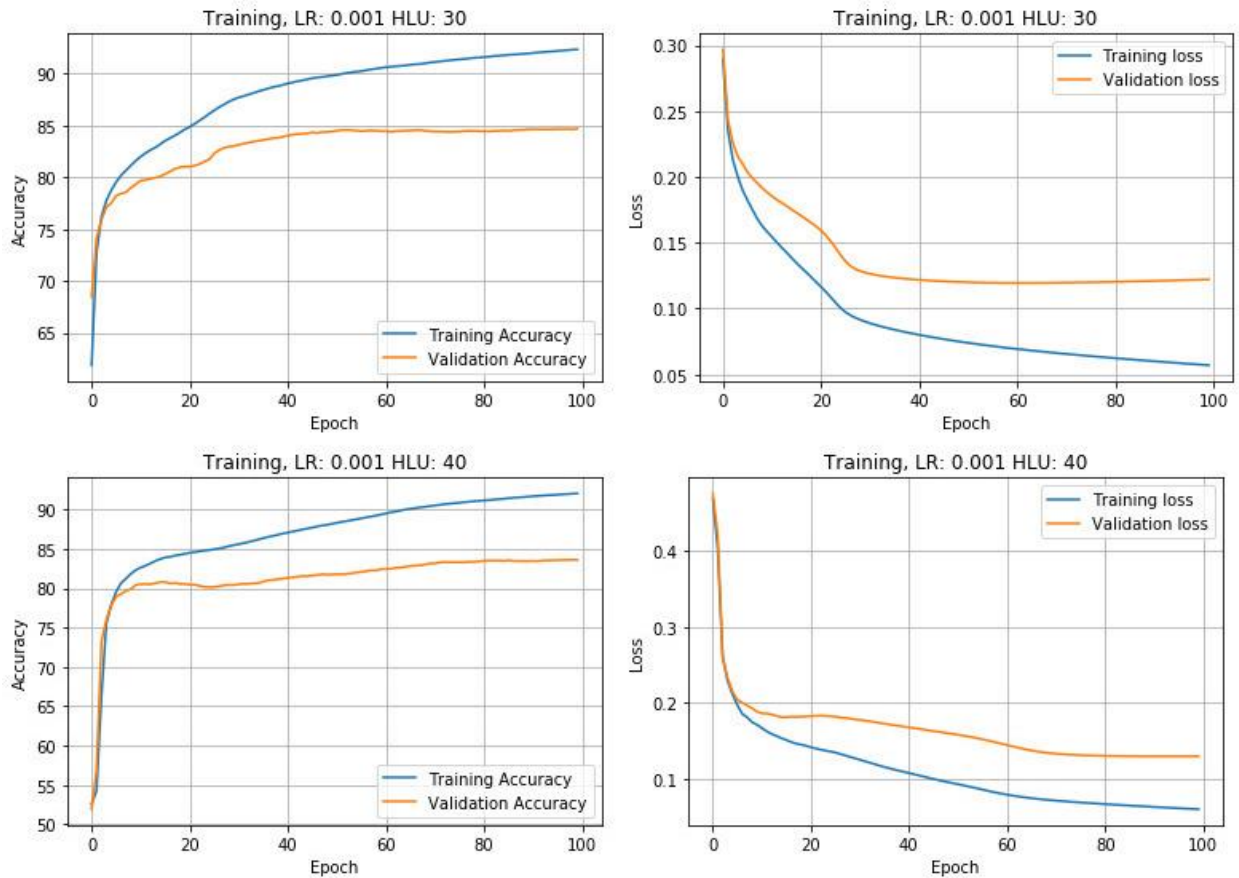 Training, LR: 0.001 HLU: 30
90
85
80
75
70
65
Accuracy
Training Accuracy
Validation Accuracy
0 20 40 60 80 100
Epoch
Training, LR: 0.001 HLU: 30
0.30
0.25
0.20
0.15
0.10
0.05
Loss
Training loss
Validation loss
0 20 40 60 80 100
Epoch
Training, LR: 0.001 HLU: 40
90
85
80
75
70
65
60
55
50
Accuracy
Training Accuracy
Validation Accuracy
0 20 40 60 80 100
Epoch
Training, LR: 0.001 HLU: 40
0.4
0.3
0.2
0.1
Loss
Training loss
Validation loss
0 20 40 60 80 100
Epoch